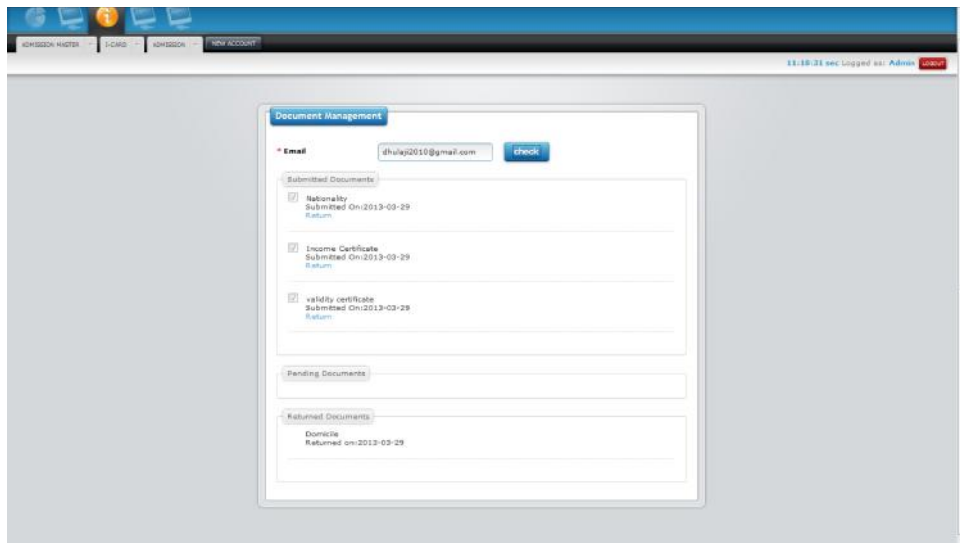 ADMISSION MASTER I-CARD ADMISSION NEW ACCOUNT
11:18:31 sec Logged as: Admin LOGOUT
Document Management
* Email dhulaji2010@gmail.com check
Submitted Documents
Nationality
Submitted On:2013-03-29
Return
Income Certificate
Submitted On:2013-03-29
Return
validity certificate
Submitted On:2013-03-29
Return
Pending Documents
Returned Documents
Domicile
Returned on:2013-03-29